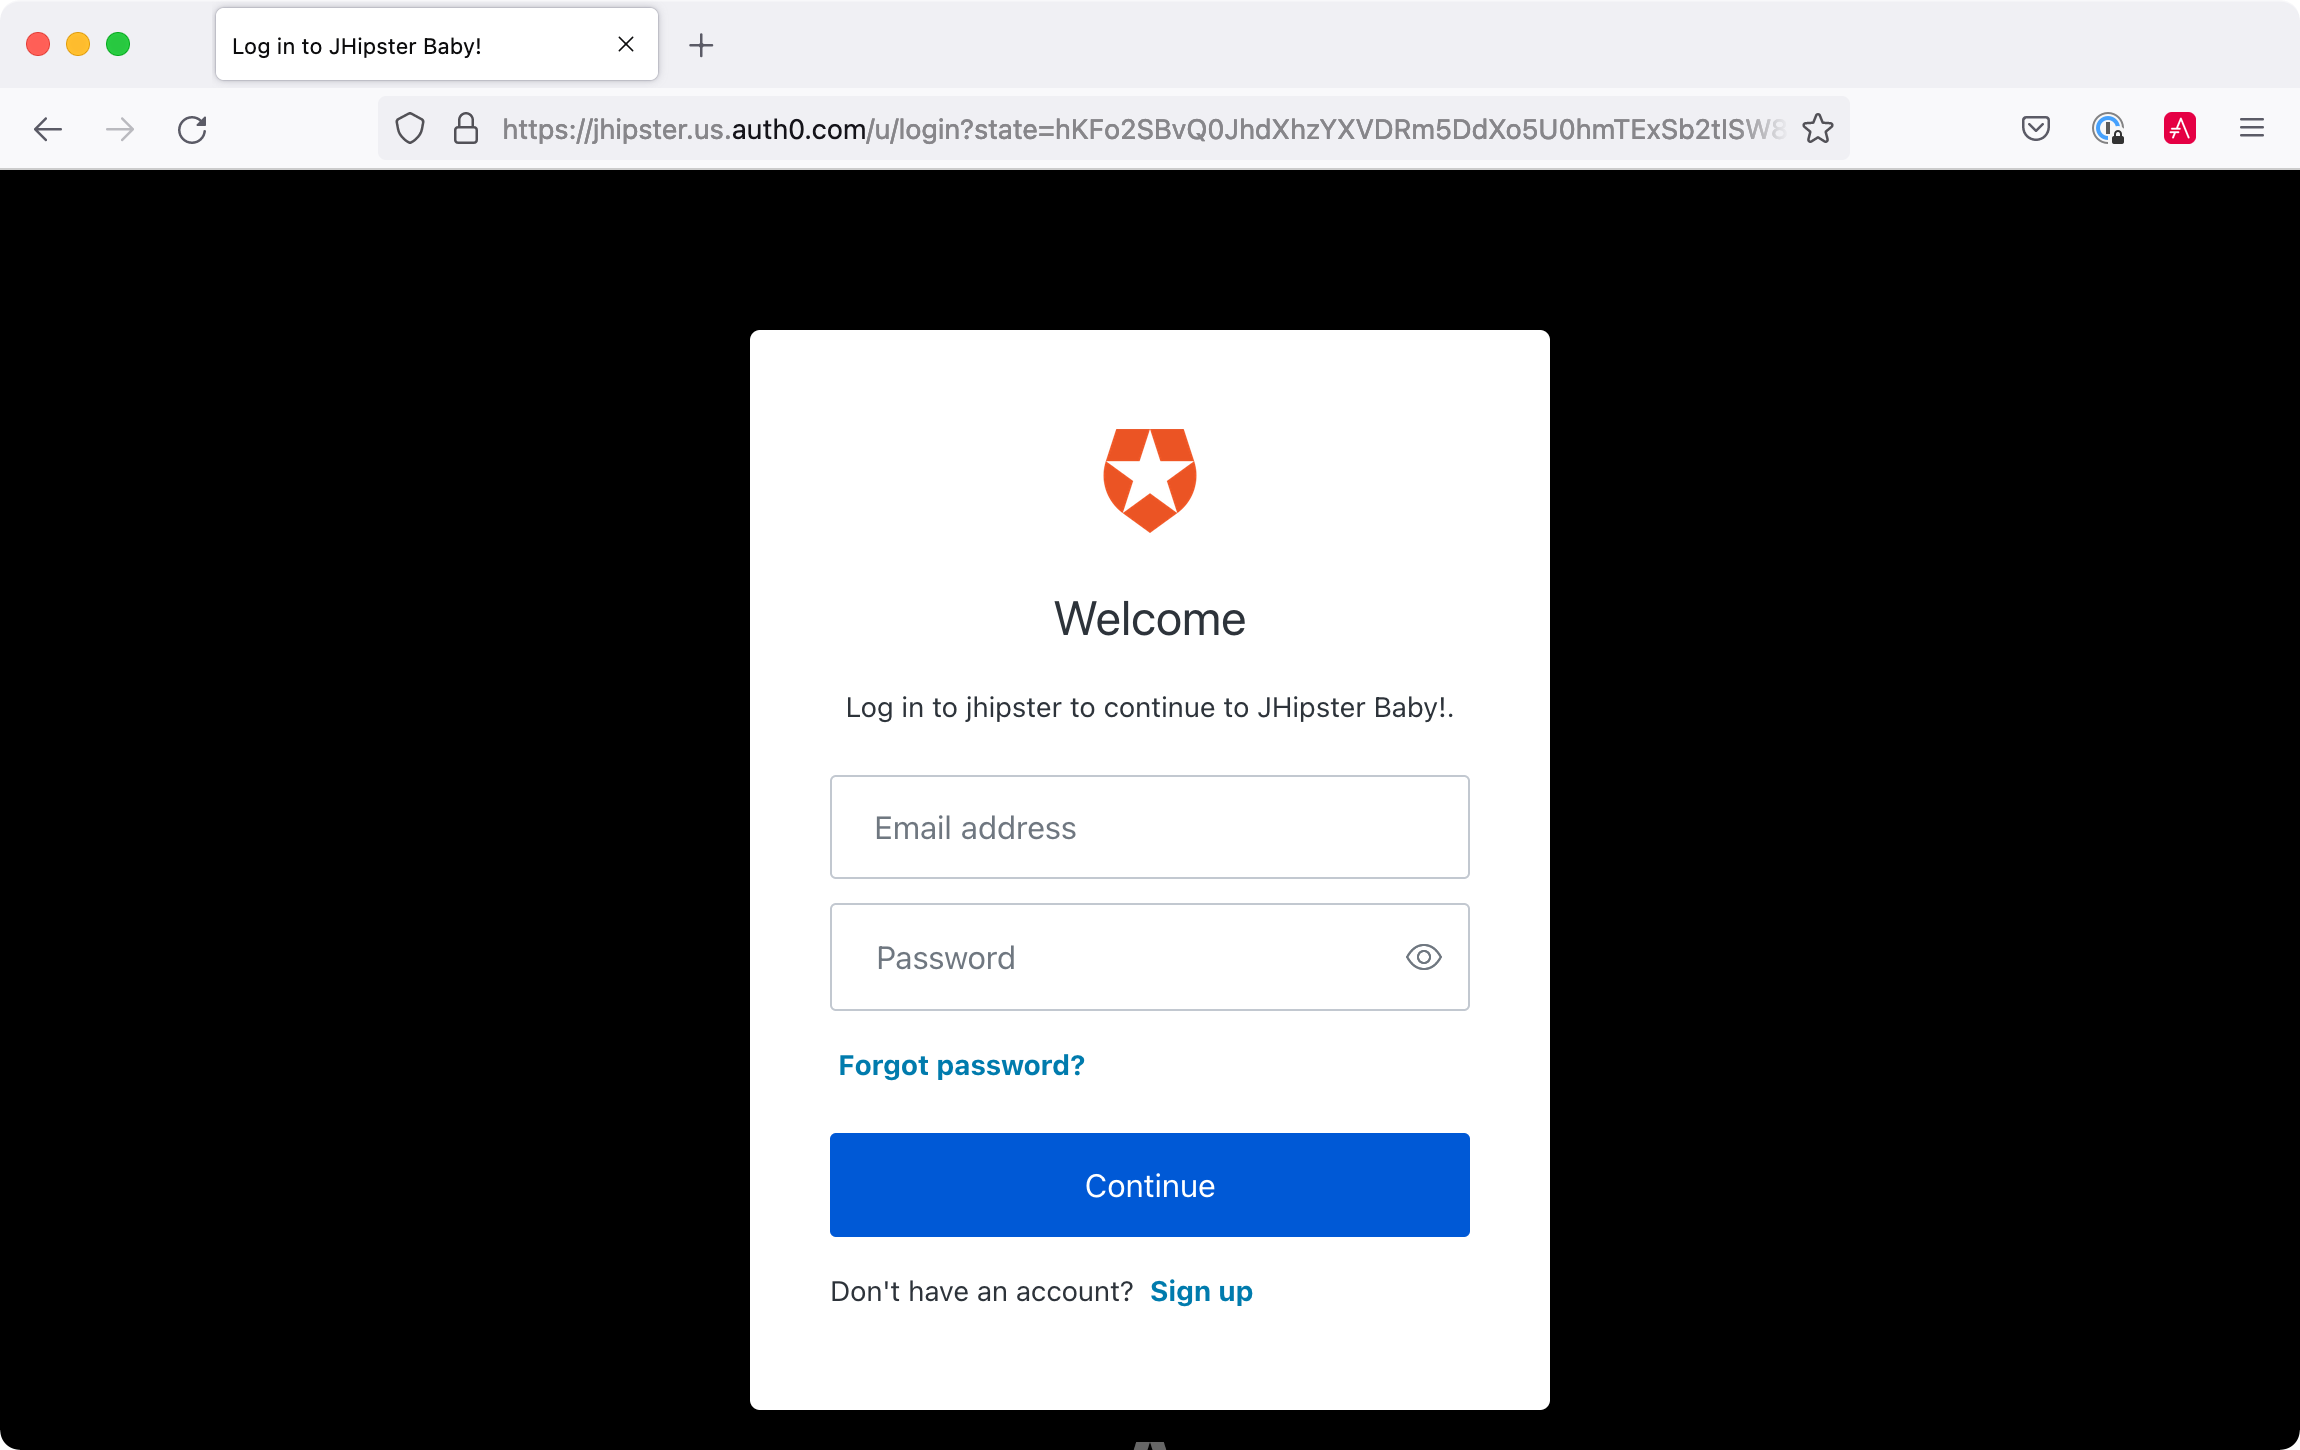 Log in to JHipster Baby!
https://jhipster.us.auth0.com/u/login?state=hKFo2SBvQ0JhdXhzYXVDRm5DdXo5U0hmTExSb2tISW8
Welcome
Log in to jhipster to continue to JHipster Baby!.
Email address
Password
Forgot password?
Continue
Don't have an account? Sign up